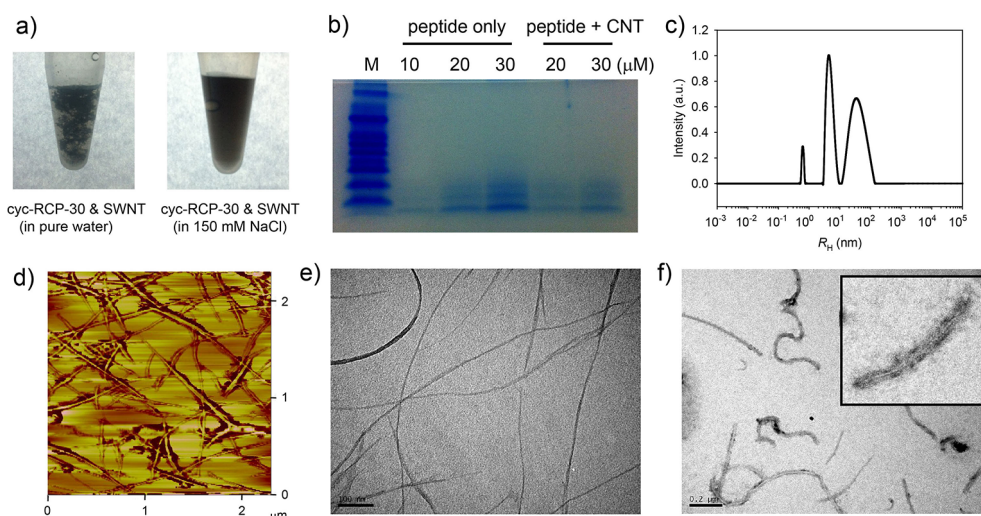 a)
cyc-RCP-30 & SWNT
(in pure water)
cyc-RCP-30 & SWNT
(in 150 mM NaCl)
b)
peptide only peptide + CNT
M 10 20 30 20 30 (μM)
c)
Intensity (a.u.)
1.2
1.0
0.8
0.6
0.4
0.2
0.0
10⁻³ 10⁻² 10⁻¹ 10⁰ 10¹ 10² 10³ 10⁴ 10⁵
R_H (nm)
d)
2
1
0
0 1 2 μm
e)
100 nm
f)
0.2 μm